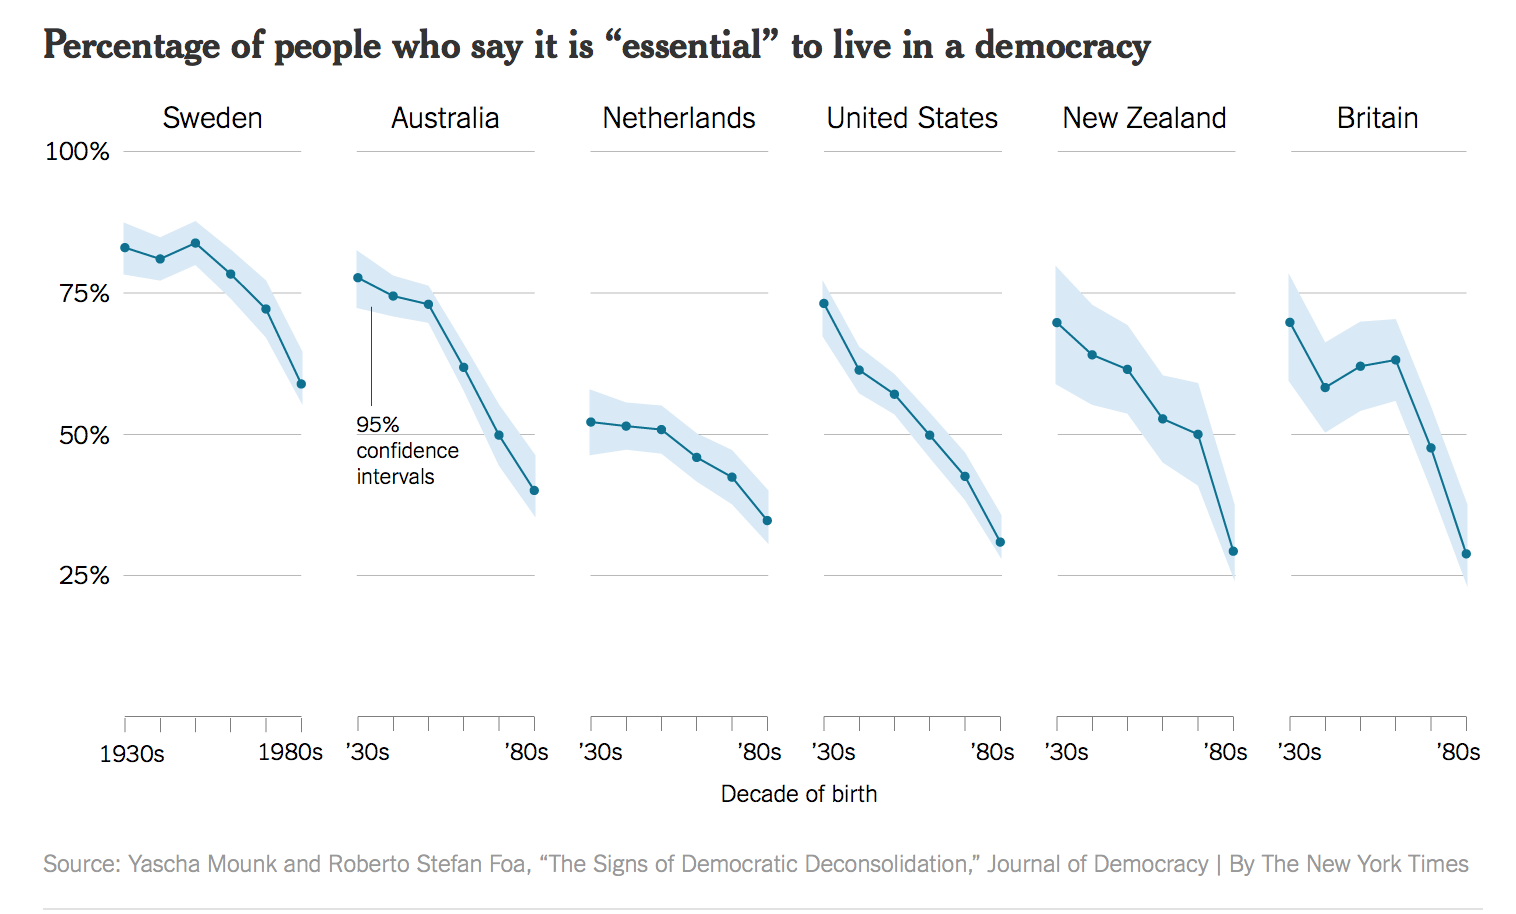 Percentage of people who say it is “essential” to live in a democracy
Sweden Australia Netherlands United States New Zealand Britain
100%
75%
50%
25%
95%
confidence
intervals
1930s 1980s ’30s ’80s ’30s ’80s ’30s ’80s ’30s ’80s ’30s ’80s
Decade of birth
Source: Yascha Mounk and Roberto Stefan Foa, “The Signs of Democratic Deconsolidation,” Journal of Democracy | By The New York Times